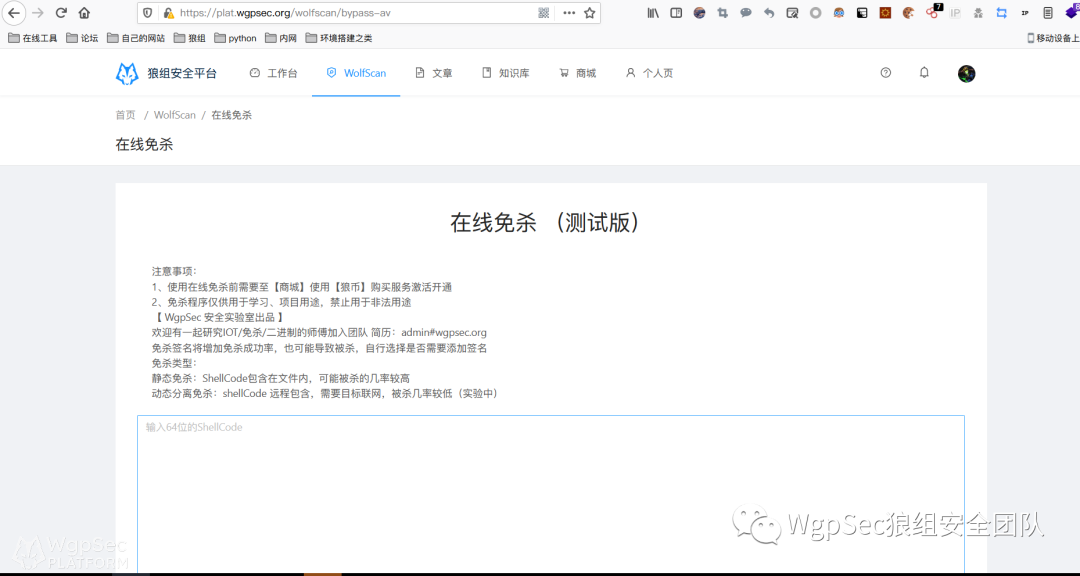 https://plat.wgpsec.org/wolfscan/bypass-av
7
IP
IP
在线工具 论坛 自己的网站 狼组 python 内网 环境搭建之类 移动设备上
狼组安全平台 工作台 WolfScan 文章 知识库 商城 个人页
首页 / WolfScan / 在线免杀
在线免杀
在线免杀 （测试版）
注意事项：
1、使用在线免杀前需要至【商城】使用【狼币】购买服务激活开通
2、免杀程序仅供用于学习、项目用途，禁止用于非法用途
【 WgpSec 安全实验室出品 】
欢迎有一起研究IOT/免杀/二进制的师傅加入团队 简历：admin#wgpsec.org
免杀签名将增加免杀成功率，也可能导致被杀，自行选择是否需要添加签名
免杀类型：
静态免杀：ShellCode包含在文件内，可能被杀的几率较高
动态分离免杀：shellCode 远程包含，需要目标联网，被杀几率较低（实验中）
输入64位的ShellCode
WgpSec狼组安全团队
WgpSec
PLATFORM